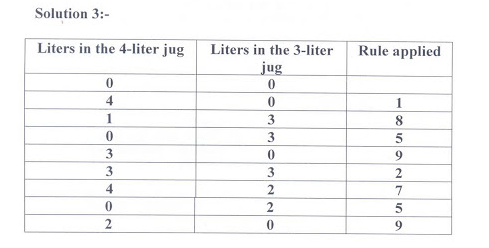 Solution 3:-
Liters in the 4-liter jug Liters in the 3-liter jug Rule applied
0 0
4 0 1
1 3 8
0 3 5
3 0 9
3 3 2
4 2 7
0 2 5
2 0 9